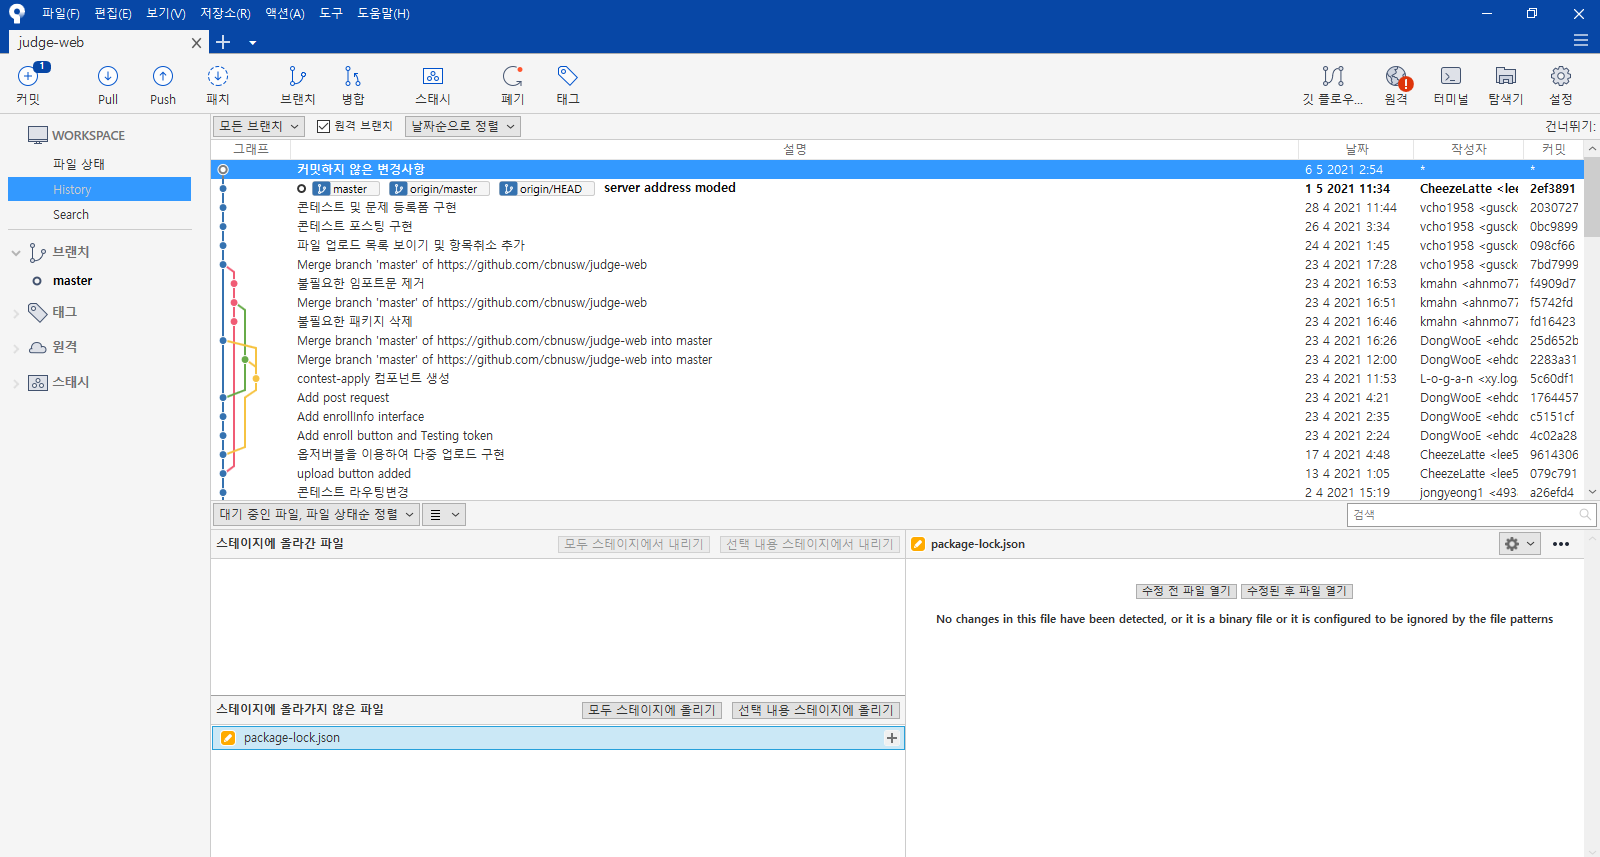 파일(F) 편집(E) 보기(V) 저장소(R) 액션(A) 도구 도움말(H)
judge-web
1
커밋 Pull Push 패치 브랜치 병합 스태시 폐기 태그 깃 플로우... 원격 터미널 탐색기 설정
WORKSPACE
파일 상태
History
Search
브랜치
master
태그
원격
스태시
모든 브랜치 원격 브랜치 날짜순으로 정렬 건너뛰기:
그래프 설명 날짜 작성자 커밋
커밋하지 않은 변경사항 6 5 2021 2:54 * *
master origin/master origin/HEAD server address moded 1 5 2021 11:34 CheezeLatte <lee 2ef3891
콘테스트 및 문제 등록폼 구현 28 4 2021 11:44 vcho1958 <gusck 2030727
콘테스트 포스팅 구현 26 4 2021 3:34 vcho1958 <gusck 0bc9899
파일 업로드 목록 보이기 및 항목취소 추가 24 4 2021 1:45 vcho1958 <gusck 098cf66
Merge branch 'master' of https://github.com/cbnusw/judge-web 23 4 2021 17:28 vcho1958 <gusck 7bd7999
불필요한 임포트문 제거 23 4 2021 16:53 kmahn <ahnmo77 f4909d7
Merge branch 'master' of https://github.com/cbnusw/judge-web 23 4 2021 16:51 kmahn <ahnmo77 f5742fd
불필요한 패키지 삭제 23 4 2021 16:46 kmahn <ahnmo77 fd16423
Merge branch 'master' of https://github.com/cbnusw/judge-web into master 23 4 2021 16:26 DongWooE <ehdc 25d652b
Merge branch 'master' of https://github.com/cbnusw/judge-web into master 23 4 2021 12:00 DongWooE <ehdc 2283a31
contest-apply 컴포넌트 생성 23 4 2021 11:53 L-o-g-a-n <xy.log 5c60df1
Add post request 23 4 2021 4:21 DongWooE <ehdc 1764457
Add enrollInfo interface 23 4 2021 2:35 DongWooE <ehdc c5151cf
Add enroll button and Testing token 23 4 2021 2:24 DongWooE <ehdc 4c02a28
옵저버블을 이용하여 다중 업로드 구현 17 4 2021 4:48 CheezeLatte <lee5 9614306
upload button added 13 4 2021 1:05 CheezeLatte <lee5 079c791
콘테스트 라우팅변경 2 4 2021 15:19 jongyeong1 <493 a26efd4
대기 중인 파일, 파일 상태순 정렬 검색
스테이지에 올라간 파일 모두 스테이지에서 내리기 선택 내용 스테이지에서 내리기
package-lock.json
수정 전 파일 열기 수정된 후 파일 열기
No changes in this file have been detected, or it is a binary file or it is configured to be ignored by the file patterns
스테이지에 올라가지 않은 파일 모두 스테이지에 올리기 선택 내용 스테이지에 올리기
package-lock.json